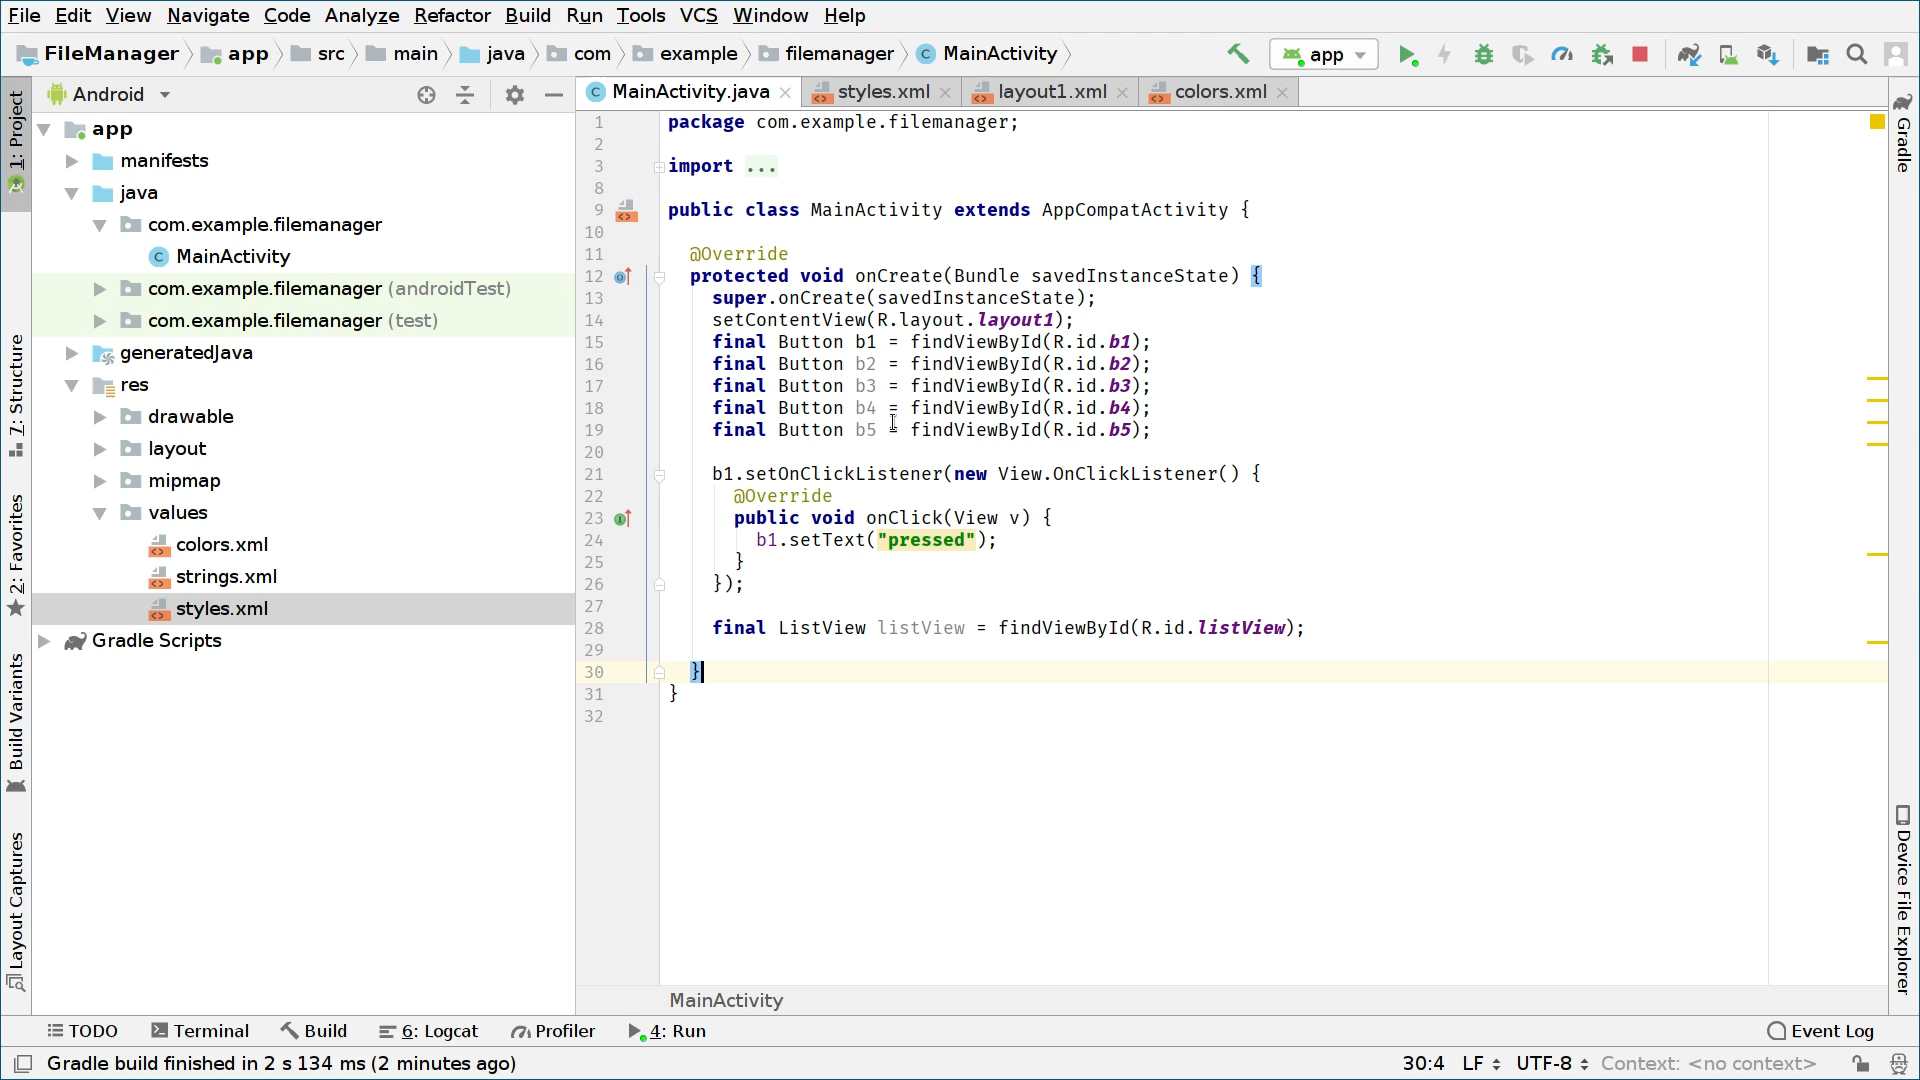 File Edit View Navigate Code Analyze Refactor Build Run Tools VCS Window Help
FileManager app src main java com example filemanager MainActivity app
Android
MainActivity.java styles.xml layout1.xml colors.xml
1: Project
7: Structure
2: Favorites
Build Variants
Layout Captures
app
manifests
java
com.example.filemanager
MainActivity
com.example.filemanager (androidTest)
com.example.filemanager (test)
generatedJava
res
drawable
layout
mipmap
values
colors.xml
strings.xml
styles.xml
Gradle Scripts
1 package com.example.filemanager;
2
3 import ...
8
9 public class MainActivity extends AppCompatActivity {
10
11 @Override
12 protected void onCreate(Bundle savedInstanceState) {
13 super.onCreate(savedInstanceState);
14 setContentView(R.layout.layout1);
15 final Button b1 = findViewById(R.id.b1);
16 final Button b2 = findViewById(R.id.b2);
17 final Button b3 = findViewById(R.id.b3);
18 final Button b4 = findViewById(R.id.b4);
19 final Button b5 = findViewById(R.id.b5);
20
21 b1.setOnClickListener(new View.OnClickListener() {
22 @Override
23 public void onClick(View v) {
24 b1.setText("pressed");
25 }
26 });
27
28 final ListView listView = findViewById(R.id.listView);
29
30 }
31 }
32
MainActivity
Gradle
Device File Explorer
TODO Terminal Build 6: Logcat Profiler 4: Run Event Log
Gradle build finished in 2 s 134 ms (2 minutes ago) 30:4 LF UTF-8 Context: <no context>